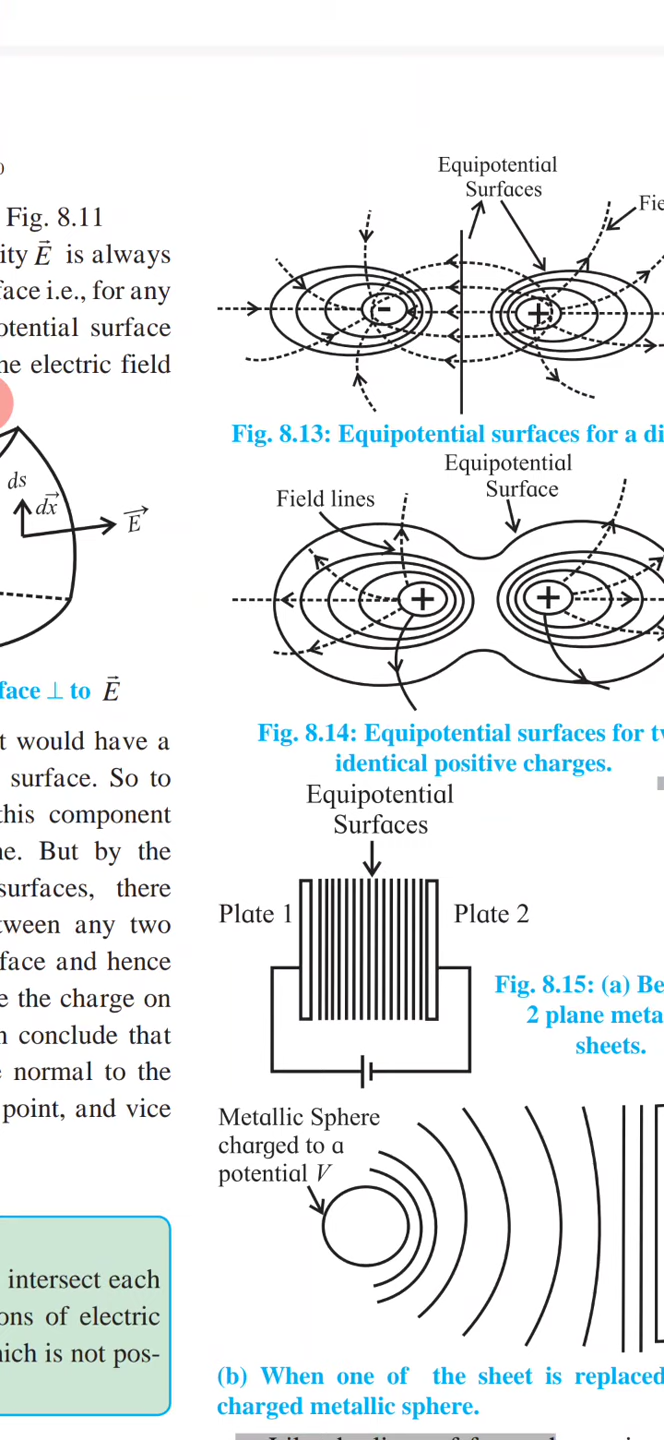 Fig. 8.11
ity E⃗ is always
face i.e., for any
otential surface
he electric field
ds
dx⃗
E⃗
face ⊥ to E⃗
t would have a
surface. So to
this component
ne. But by the
surfaces, there
tween any two
face and hence
e the charge on
n conclude that
e normal to the
point, and vice
intersect each
ons of electric
hich is not pos-
Equipotential
Surfaces
Fie
-
+
Fig. 8.13: Equipotential surfaces for a di
Equipotential
Surface
Field lines
+ +
Fig. 8.14: Equipotential surfaces for tw
identical positive charges.
Equipotential
Surfaces
Plate 1
Plate 2
Fig. 8.15: (a) Be
2 plane meta
sheets.
Metallic Sphere
charged to a
potential V
(b) When one of the sheet is replaced
charged metallic sphere.